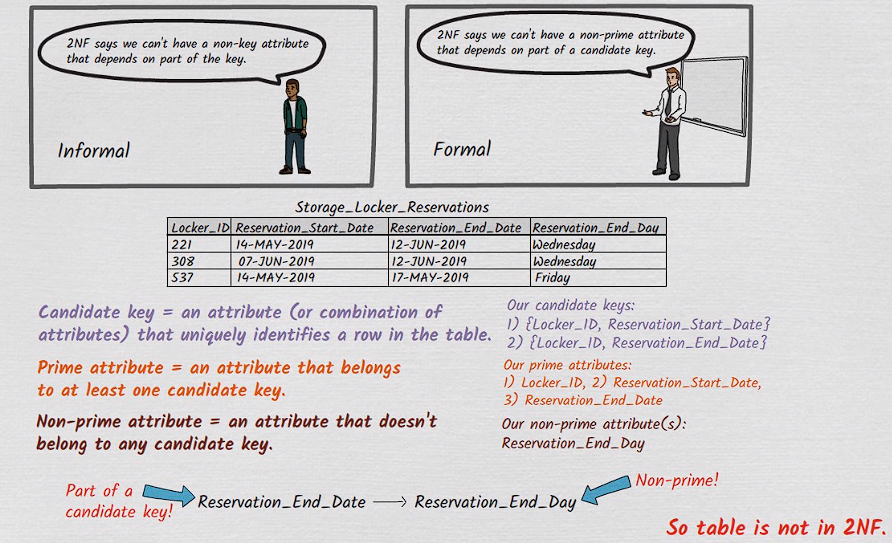 2NF says we can't have a non-key attribute
that depends on part of the key.
Informal
2NF says we can't have a non-prime attribute
that depends on part of a candidate key.
Formal
Storage_Locker_Reservations
Locker_ID Reservation_Start_Date Reservation_End_Date Reservation_End_Day
221 14-MAY-2019 12-JUN-2019 Wednesday
308 07-JUN-2019 12-JUN-2019 Wednesday
537 14-MAY-2019 17-MAY-2019 Friday
Candidate key = an attribute (or combination of
attributes) that uniquely identifies a row in the table.
Prime attribute = an attribute that belongs
to at least one candidate key.
Non-prime attribute = an attribute that doesn't
belong to any candidate key.
Our candidate keys:
1) {Locker_ID, Reservation_Start_Date}
2) {Locker_ID, Reservation_End_Date}
Our prime attributes:
1) Locker_ID, 2) Reservation_Start_Date,
3) Reservation_End_Date
Our non-prime attribute(s):
Reservation_End_Day
Part of a
candidate key!
Reservation_End_Date → Reservation_End_Day
Non-prime!
So table is not in 2NF.